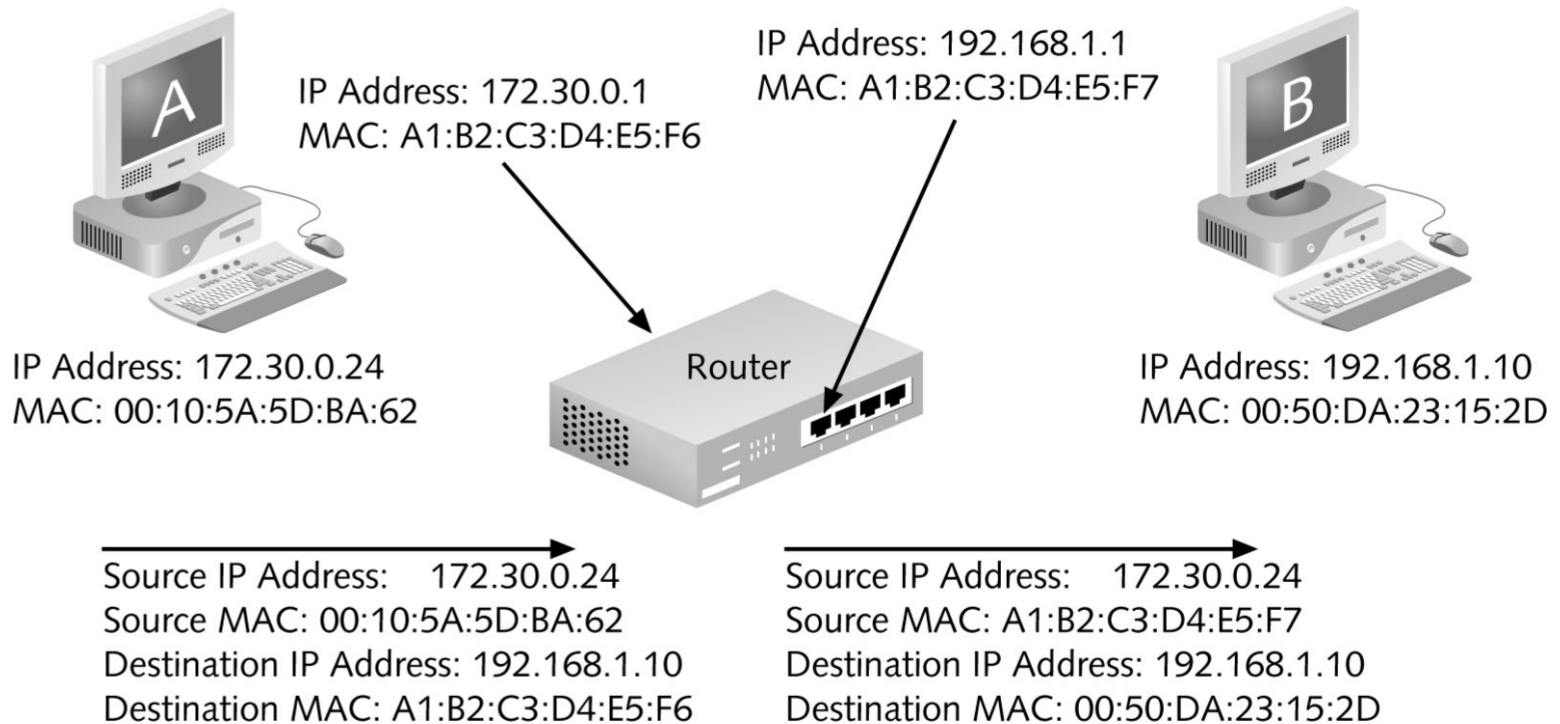 A
IP Address: 172.30.0.1
MAC: A1:B2:C3:D4:E5:F6
IP Address: 192.168.1.1
MAC: A1:B2:C3:D4:E5:F7
B
IP Address: 172.30.0.24
MAC: 00:10:5A:5D:BA:62
Router
IP Address: 192.168.1.10
MAC: 00:50:DA:23:15:2D
Source IP Address: 172.30.0.24
Source MAC: 00:10:5A:5D:BA:62
Destination IP Address: 192.168.1.10
Destination MAC: A1:B2:C3:D4:E5:F6
Source IP Address: 172.30.0.24
Source MAC: A1:B2:C3:D4:E5:F7
Destination IP Address: 192.168.1.10
Destination MAC: 00:50:DA:23:15:2D